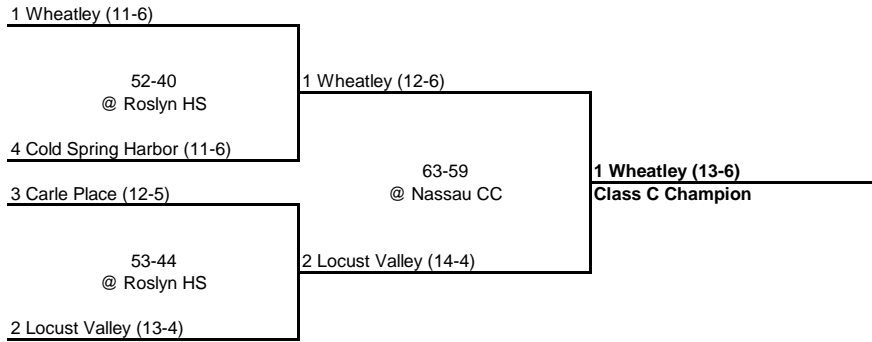 1 Wheatley (11-6)
52-40
@ Roslyn HS
1 Wheatley (12-6)
4 Cold Spring Harbor (11-6)
63-59
@ Nassau CC
1 Wheatley (13-6)
Class C Champion
3 Carle Place (12-5)
53-44
@ Roslyn HS
2 Locust Valley (14-4)
2 Locust Valley (13-4)